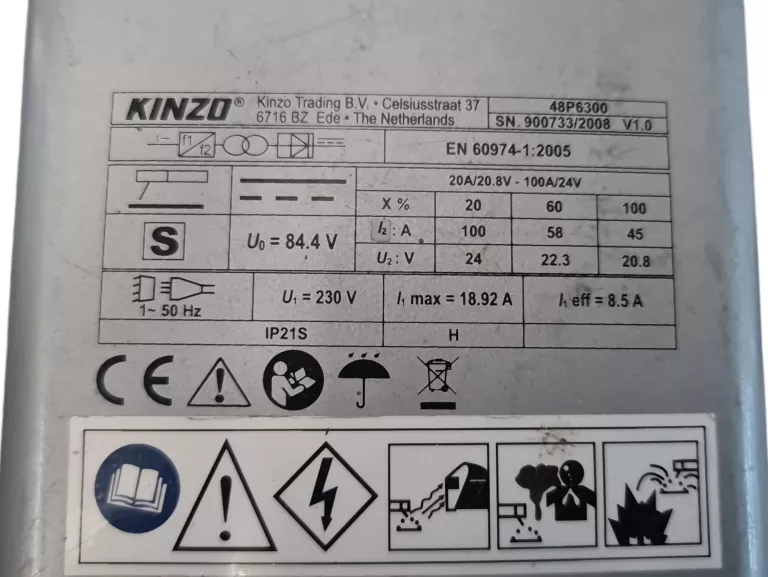 KINZO® Kinzo Trading B.V. • Celsiusstraat 37
6716 BZ Ede • The Netherlands
48P6300
SN. 900733/2008 V1.0
1~ f1 f2
EN 60974-1:2005
20A/20.8V - 100A/24V
X % 20 60 100
S U0 = 84.4 V
I2 : A 100 58 45
U2 : V 24 22.3 20.8
1~ 50 Hz U1 = 230 V I1 max = 18.92 A I1 eff = 8.5 A
IP21S H
CE